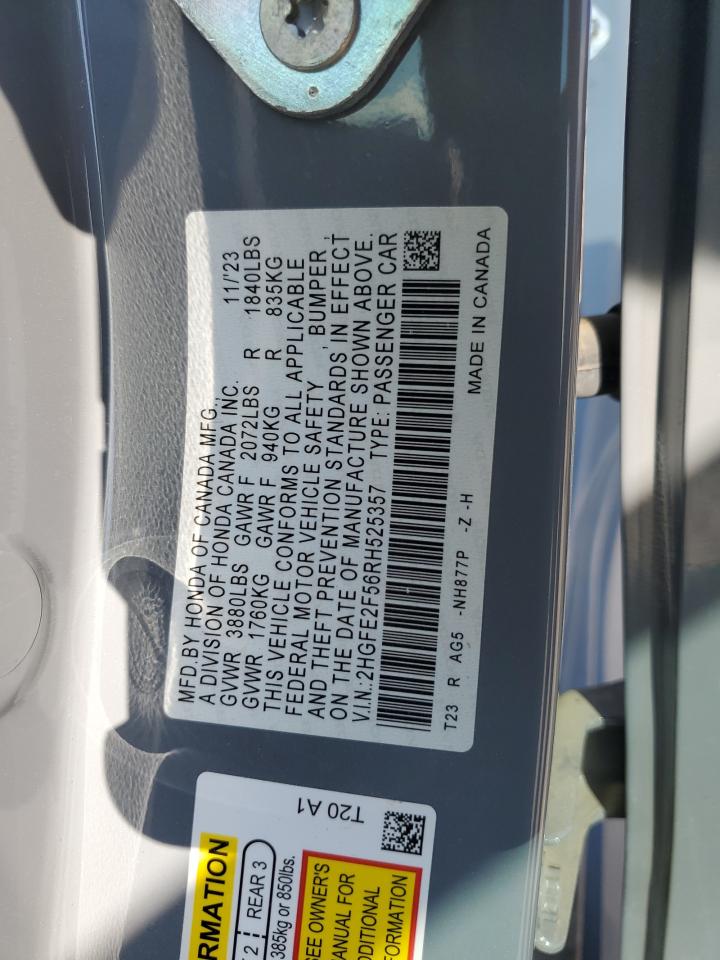 MFD.BY HONDA OF CANADA MFG.,
A DIVISION OF HONDA CANADA INC. 11/'23
GVWR 3880LBS GAWR F 2072LBS R 1840LBS
GVWR 1760KG GAWR F 940KG R 835KG
THIS VEHICLE CONFORMS TO ALL APPLICABLE
FEDERAL MOTOR VEHICLE SAFETY , BUMPER ,
AND THEFT PREVENTION STANDARDS IN EFFECT
ON THE DATE OF MANUFACTURE SHOWN ABOVE.
V.I.N.:2HGFE2F56RH525357 TYPE: PASSENGER CAR
T23 R AG5 -NH877P -Z -H
MADE IN CANADA
T20 A1
RMATION
2 REAR 3
385kg or 850lbs.
SEE OWNER'S
MANUAL FOR
ADDITIONAL
FORMATION